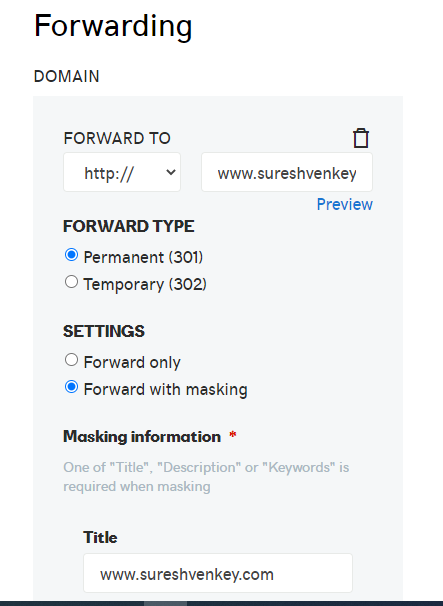 Forwarding
DOMAIN
FORWARD TO
http://
www.sureshvenkey
Preview
FORWARD TYPE
Permanent (301)
Temporary (302)
SETTINGS
Forward only
Forward with masking
Masking information *
One of "Title", "Description" or "Keywords" is
required when masking
Title
www.sureshvenkey.com